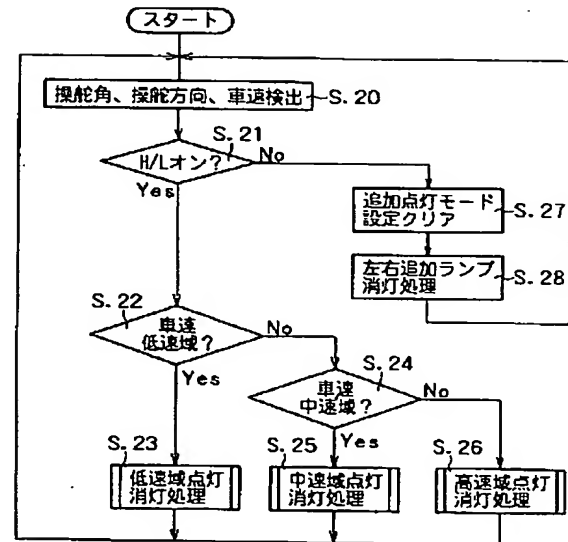 スタート
操舵角、操舵方向、車速検出
S.20
S.21
H/Lオン?
No
Yes
追加点灯モード
設定クリア
S.27
左右追加ランプ
消灯処理
S.28
S.22
車速
低速域?
No
Yes
S.24
車速
中速域?
No
Yes
S.23
低速域点灯
消灯処理
S.25
中速域点灯
消灯処理
S.26
高速域点灯
消灯処理